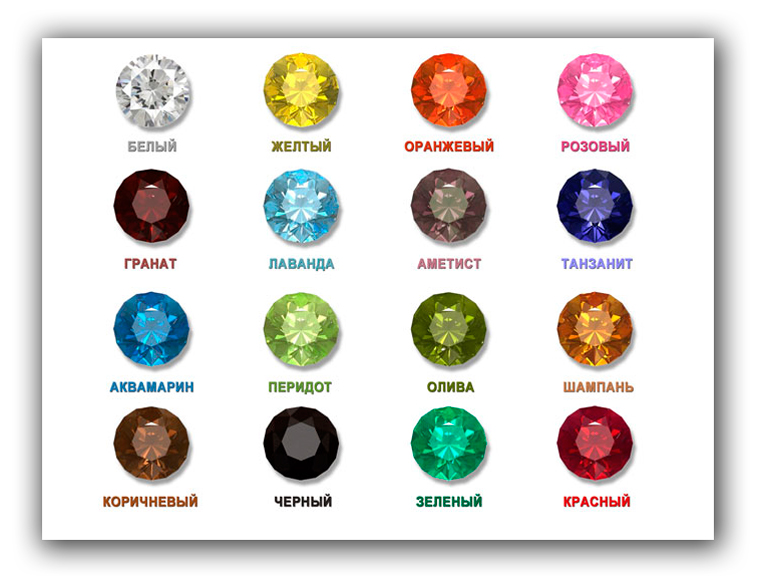 БЕЛЫЙ ЖЕЛТЫЙ ОРАНЖЕВЫЙ РОЗОВЫЙ
ГРАНАТ ЛАВАНДА АМЕТИСТ ТАНЗАНИТ
АКВАМАРИН ПЕРИДОТ ОЛИВА ШАМПАНЬ
КОРИЧНЕВЫЙ ЧЕРНЫЙ ЗЕЛЕНЫЙ КРАСНЫЙ